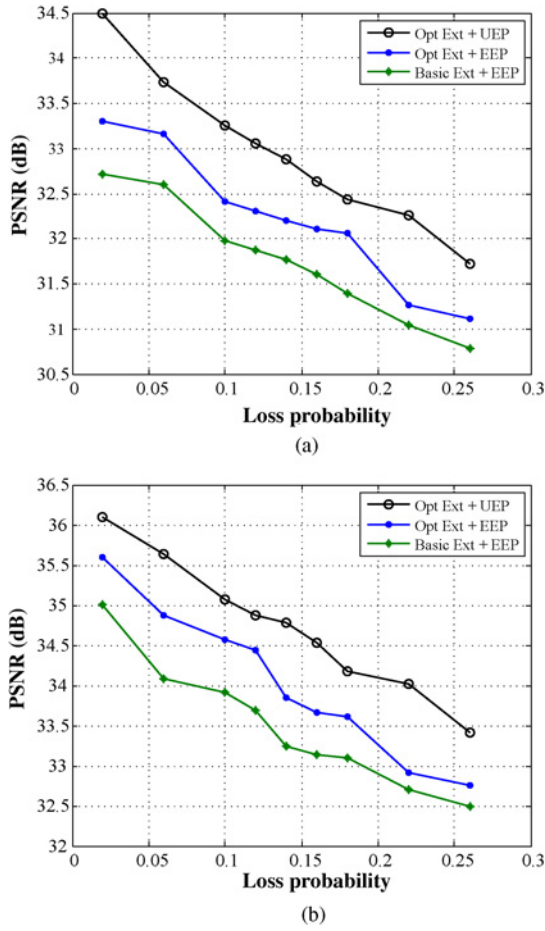 34.5
34
33.5
33
32.5
32
31.5
31
30.5
PSNR (dB)
Opt Ext + UEP
Opt Ext + EEP
Basic Ext + EEP
0 0.05 0.1 0.15 0.2 0.25 0.3
Loss probability
(a)
36.5
36
35.5
35
34.5
34
33.5
33
32.5
32
PSNR (dB)
Opt Ext + UEP
Opt Ext + EEP
Basic Ext + EEP
0 0.05 0.1 0.15 0.2 0.25 0.3
Loss probability
(b)